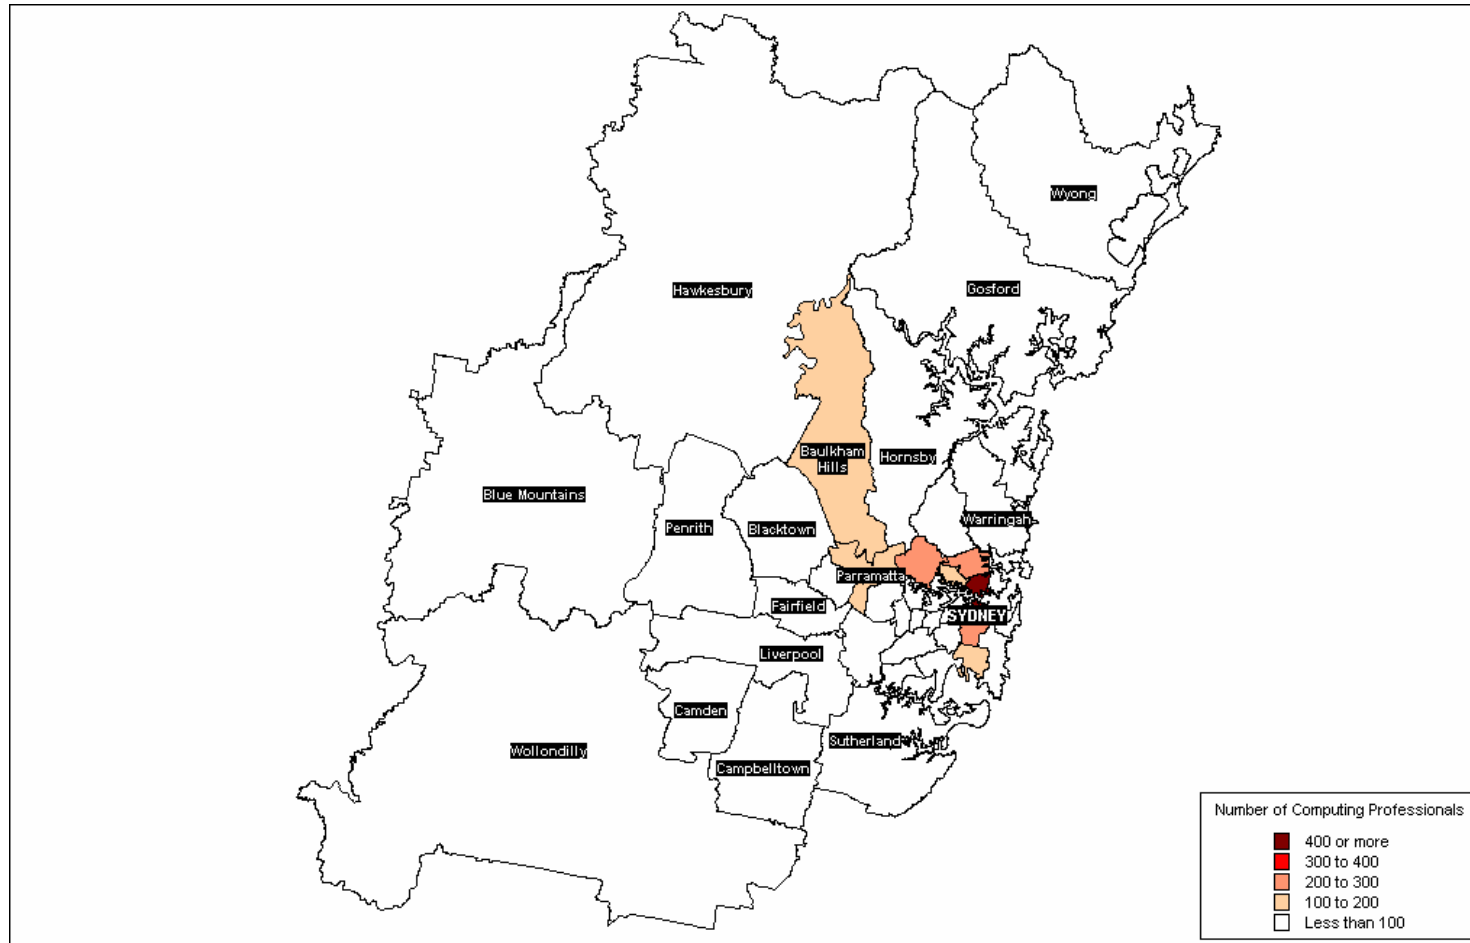 Wyong
Hawkesbury
Gosford
Baulkham
Hills
Hornsby
Blue Mountains
Penrith
Blacktown
Warringah
Parramatta
Fairfield
SYDNEY
Liverpool
Camden
Sutherland
Wollondilly
Campbelltown
Number of Computing Professionals
400 or more
300 to 400
200 to 300
100 to 200
Less than 100